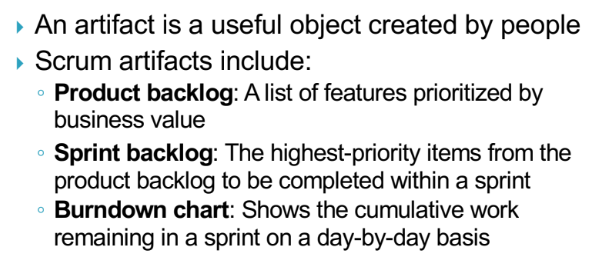 An artifact is a useful object created by people
Scrum artifacts include:
Product backlog: A list of features prioritized by
business value
Sprint backlog: The highest-priority items from the
product backlog to be completed within a sprint
Burndown chart: Shows the cumulative work
remaining in a sprint on a day-by-day basis